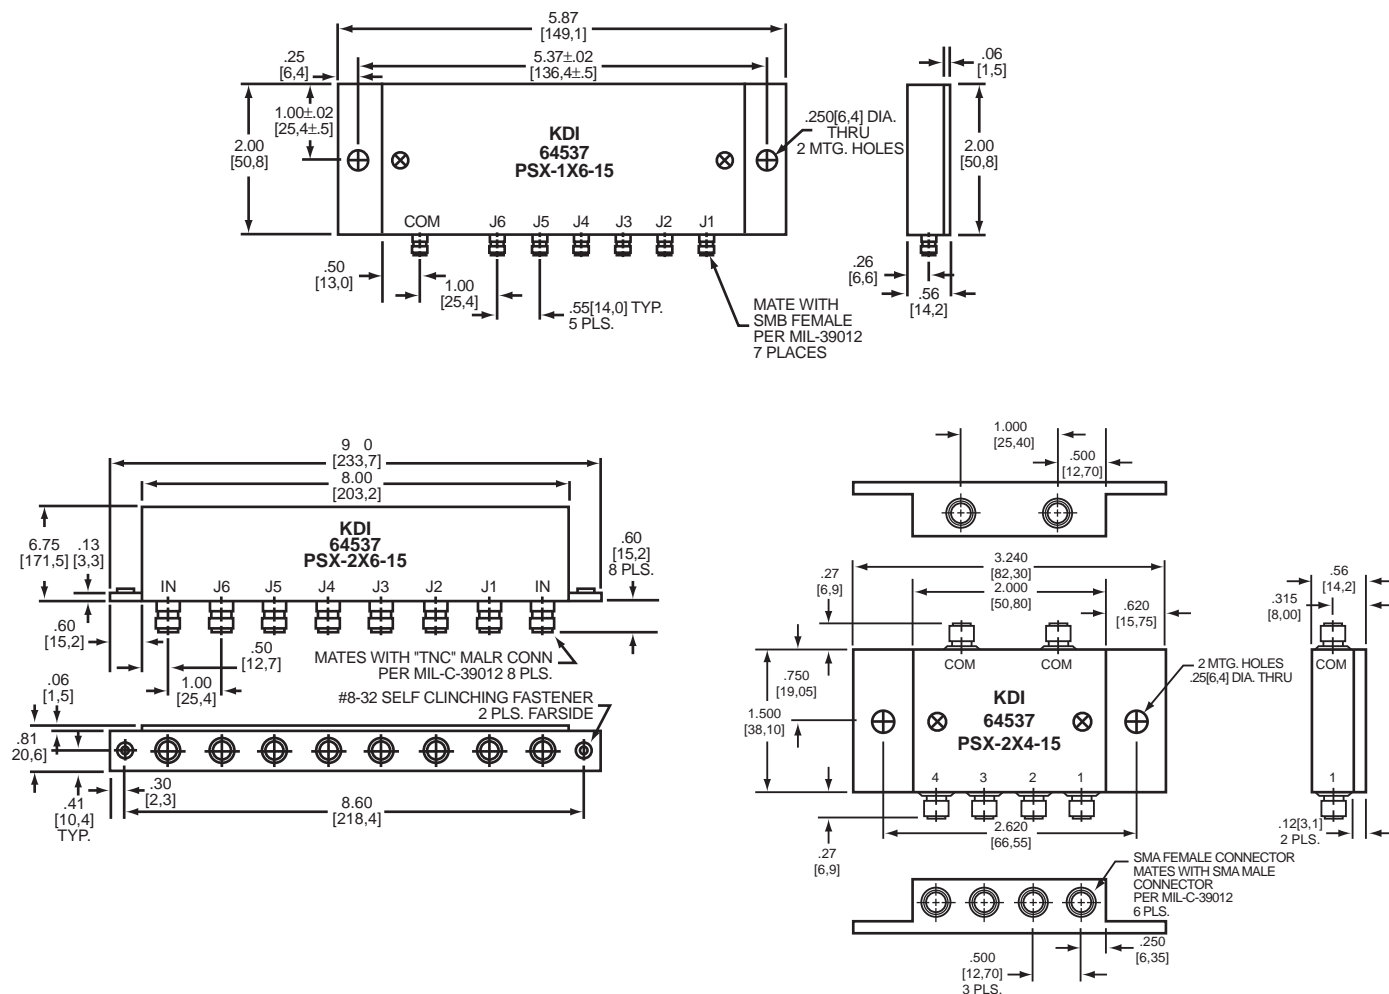 5.87
[149,1]
.25
[6,4]
5.37±.02
[136,4±.5]
.06
[1,5]
1.00±.02
[25,4±.5]
2.00
[50,8]
KDI
64537
PSX-1X6-15
.250[6,4] DIA.
THRU
2 MTG. HOLES
2.00
[50,8]
COM J6 J5 J4 J3 J2 J1
.50
[13,0]
1.00
[25,4]
.55[14,0] TYP.
5 PLS.
MATE WITH
SMB FEMALE
PER MIL-39012
7 PLACES
.26
[6,6]
.56
[14,2]
9 0
[233,7]
8.00
[203,2]
6.75
[171,5]
.13
[3,3]
KDI
64537
PSX-2X6-15
.60
[15,2]
8 PLS.
IN J6 J5 J4 J3 J2 J1 IN
.60
[15,2]
.50
[12,7]
1.00
[25,4]
MATES WITH "TNC" MALR CONN
PER MIL-C-39012 8 PLS.
#8-32 SELF CLINCHING FASTENER
2 PLS. FARSIDE
.06
[1,5]
.81
20,6]
.41
[10,4]
TYP.
.30
[2,3]
8.60
[218,4]
1.000
[25,40]
.500
[12,70]
3.240
[82,30]
2.000
[50,80]
.27
[6,9]
.620
[15,75]
.56
[14,2]
.315
[8,00]
COM COM
COM
.750
[19,05]
1.500
[38,10]
KDI
64537
PSX-2X4-15
2 MTG. HOLES
.25[6,4] DIA. THRU
4 3 2 1
1
2.620
[66,55]
.27
[6,9]
.12[3,1]
2 PLS.
SMA FEMALE CONNECTOR
MATES WITH SMA MALE
CONNECTOR
PER MIL-C-39012
6 PLS.
.250
[6,35]
.500
[12,70]
3 PLS.